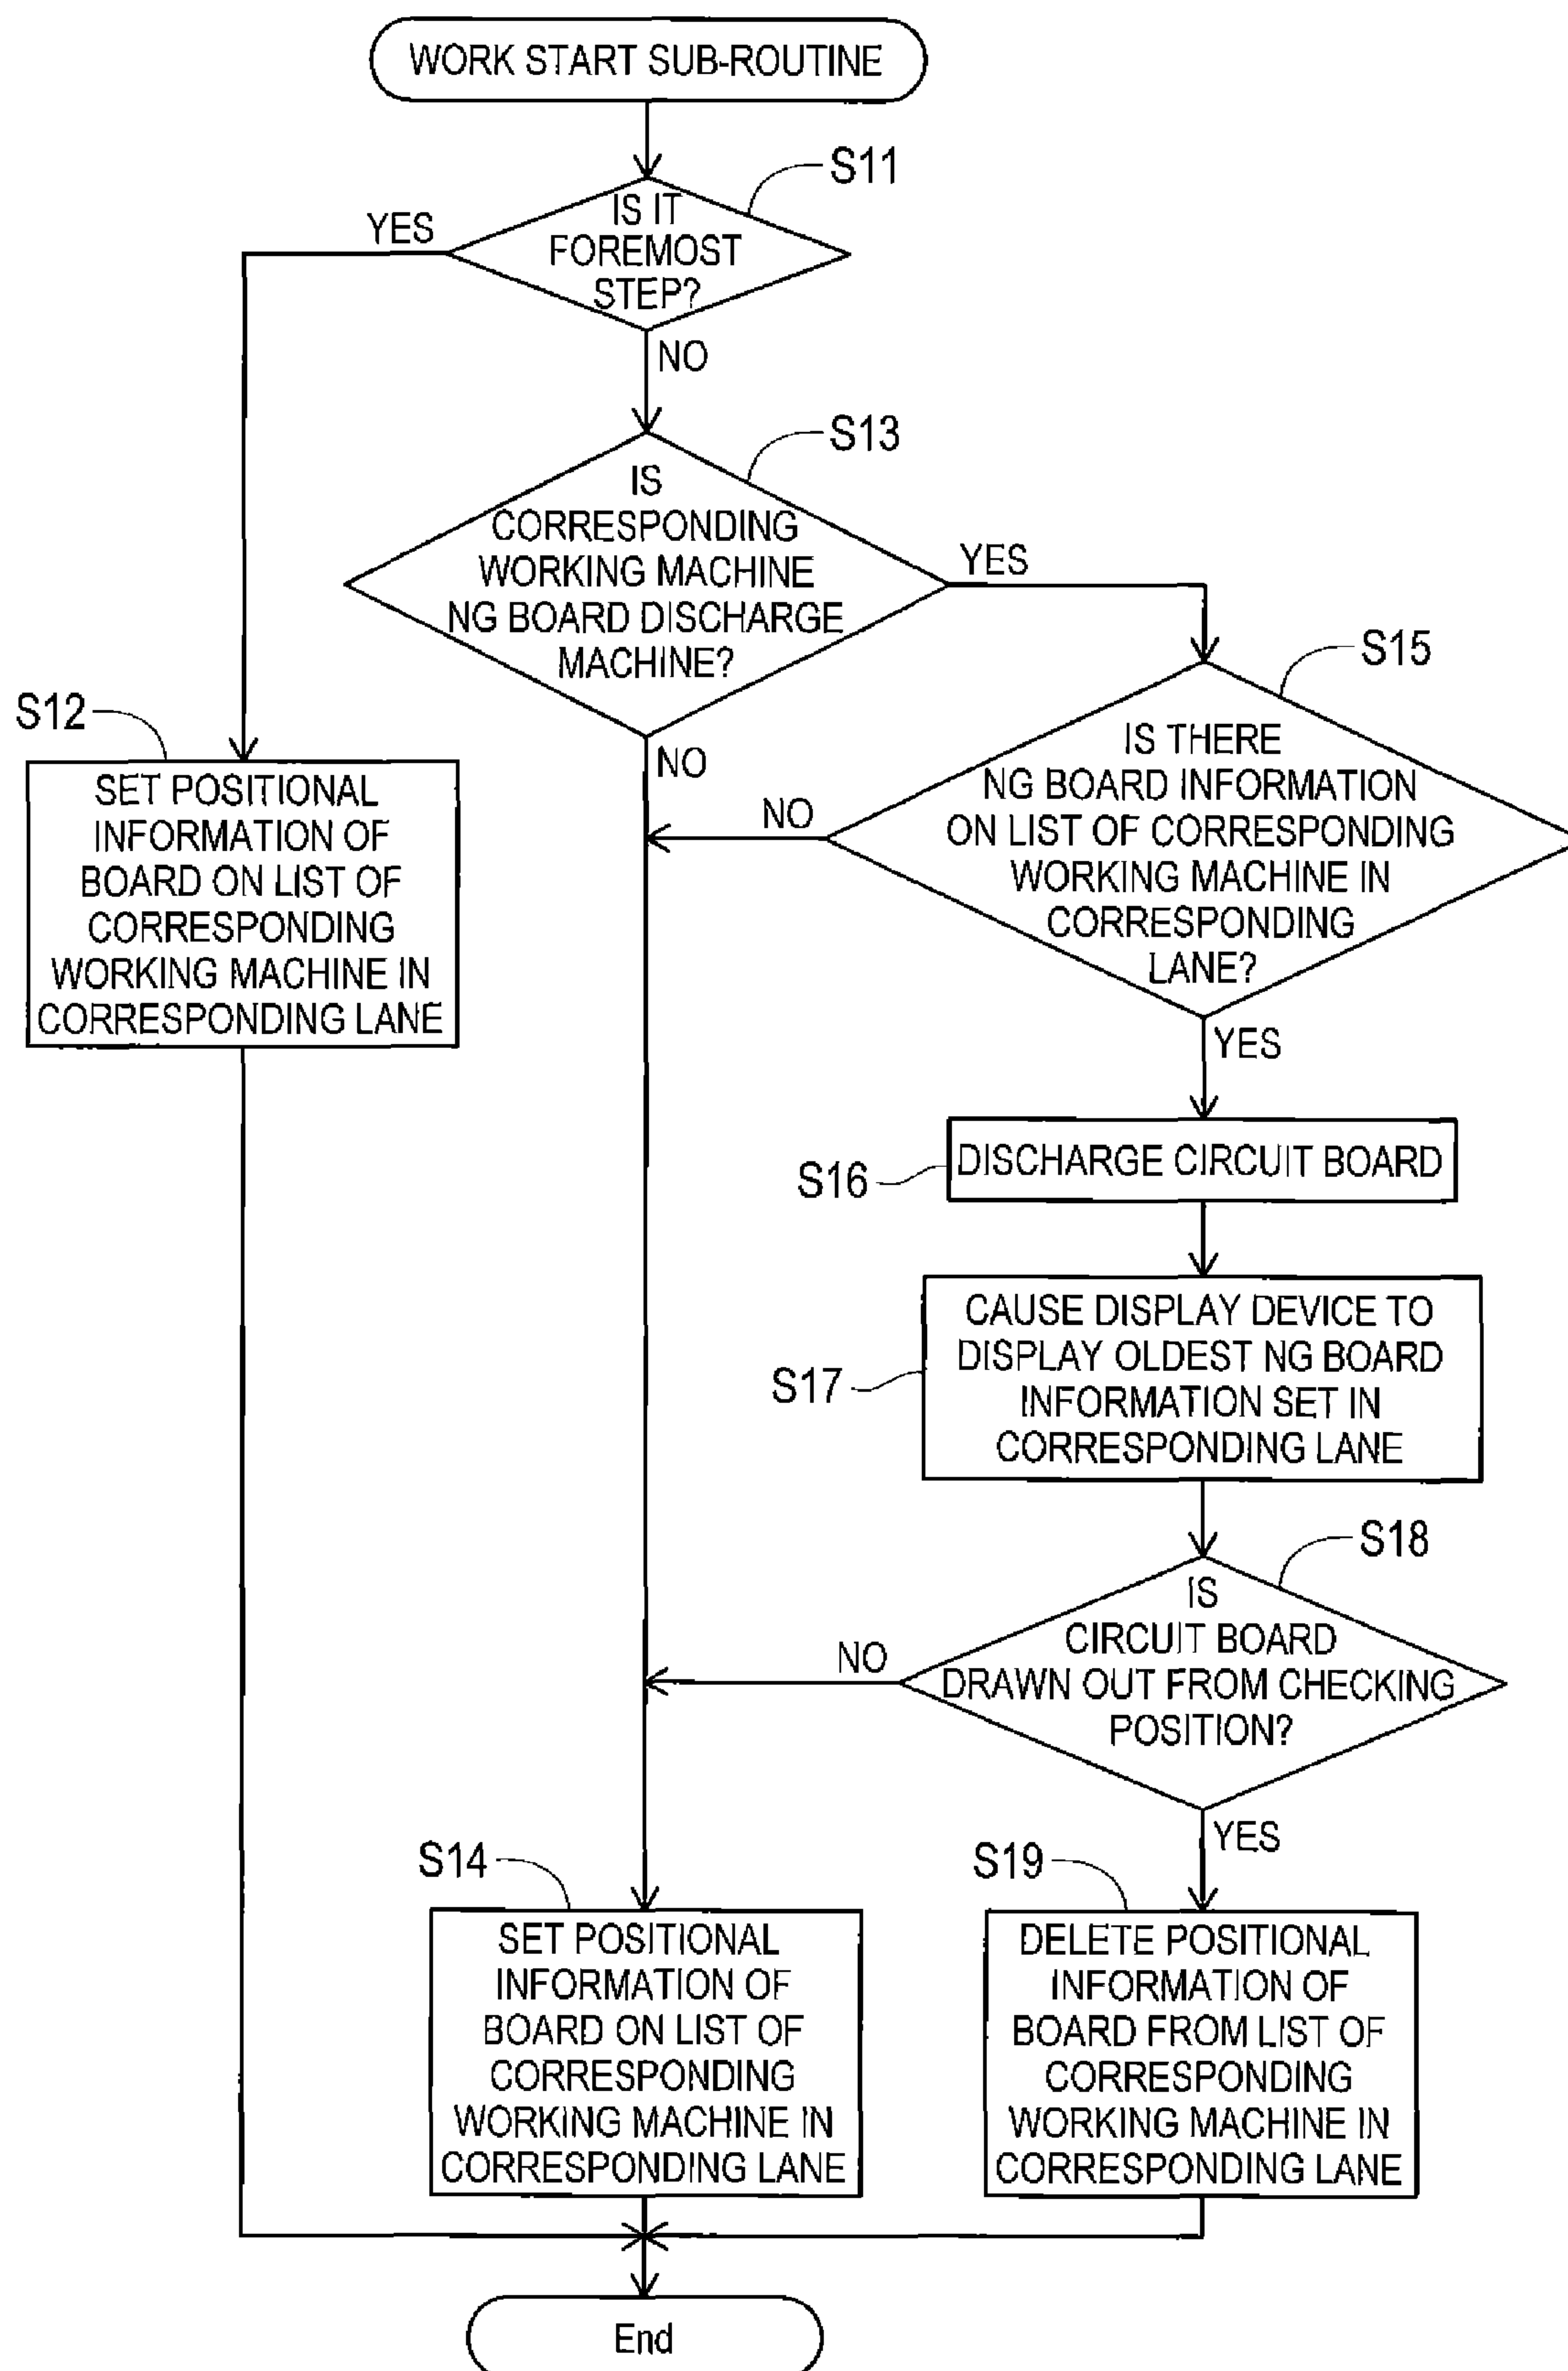 WORK START SUB-ROUTINE
S11
IS IT
FOREMOST
STEP?
YES
NO
S13
IS
CORRESPONDING
WORKING MACHINE
NG BOARD DISCHARGE
MACHINE?
YES
NO
S12
SET POSITIONAL
INFORMATION OF
BOARD ON LIST OF
CORRESPONDING
WORKING MACHINE IN
CORRESPONDING LANE
S15
IS THERE
NG BOARD INFORMATION
ON LIST OF CORRESPONDING
WORKING MACHINE IN
CORRESPONDING
LANE?
NO
YES
S16
DISCHARGE CIRCUIT BOARD
S17
CAUSE DISPLAY DEVICE TO
DISPLAY OLDEST NG BOARD
INFORMATION SET IN
CORRESPONDING LANE
S18
IS
CIRCUIT BOARD
DRAWN OUT FROM CHECKING
POSITION?
NO
YES
S14
SET POSITIONAL
INFORMATION OF
BOARD ON LIST OF
CORRESPONDING
WORKING MACHINE IN
CORRESPONDING LANE
S19
DELETE POSITIONAL
INFORMATION OF
BOARD FROM LIST OF
CORRESPONDING
WORKING MACHINE IN
CORRESPONDING LANE
End